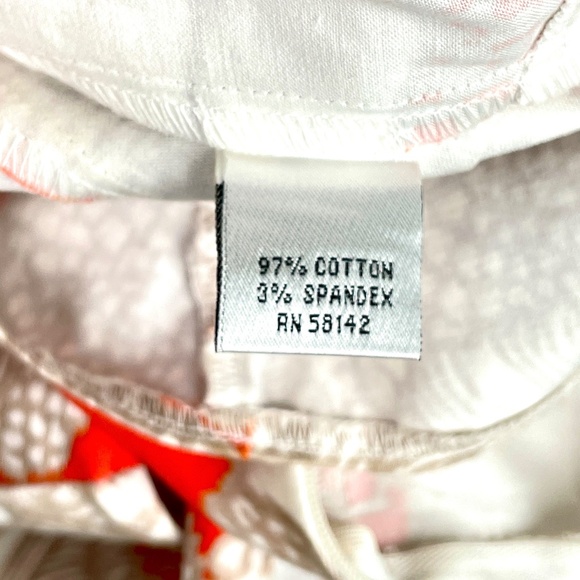 97% COTTON
3% SPANDEX
RN 58142